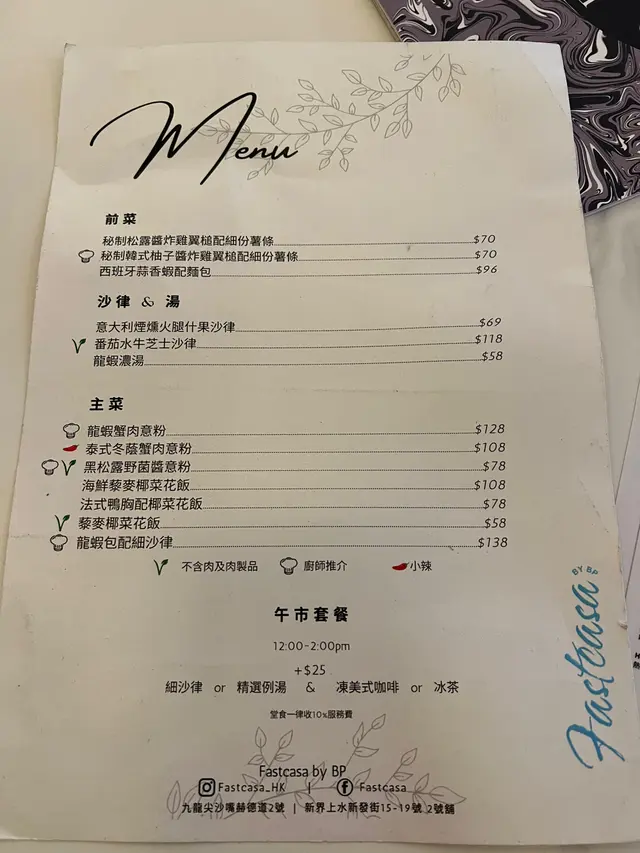 Menu
前菜
秘制松露醬炸雞翼槌配細份薯條 $70
秘制韓式柚子醬炸雞翼槌配細份薯條 $70
西班牙蒜香蝦配麵包 $96
沙律 & 湯
意大利煙燻火腿什果沙律 $69
番茄水牛芝士沙律 $118
龍蝦濃湯 $58
主菜
龍蝦蟹肉意粉 $128
泰式冬蔭蟹肉意粉 $108
黑松露野菌醬意粉 $78
海鮮藜麥椰菜花飯 $108
法式鴨胸配椰菜花飯 $78
藜麥椰菜花飯 $58
龍蝦包配細沙律 $138
不含肉及肉製品 廚師推介 小辣
午市套餐
12:00-2:00pm
+$25
細沙律 or 精選例湯 & 凍美式咖啡 or 冰茶
堂食一律收10%服務費
Fastcasa by BP
Fastcasa_HK | Fastcasa
九龍尖沙嘴赫德道2號 | 新界上水新發街15-19號 2號舖
Fastcasa
BY BP